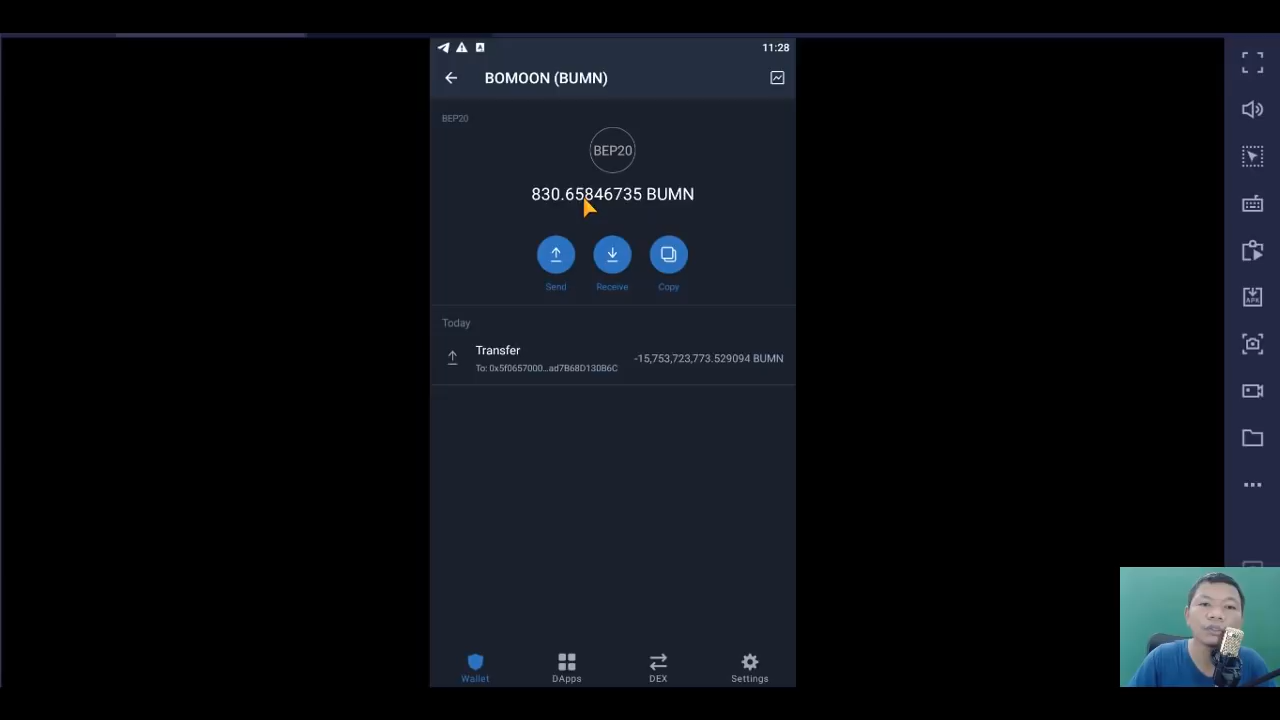 11:28
BOMOON (BUMN)
BEP20
BEP20
830.65846735 BUMN
Send
Receive
Copy
Today
Transfer
-15,753,723,773.529094 BUMN
To: 0x5f0657000...ad7B68D130B6C
Wallet
DApps
DEX
Settings
APK